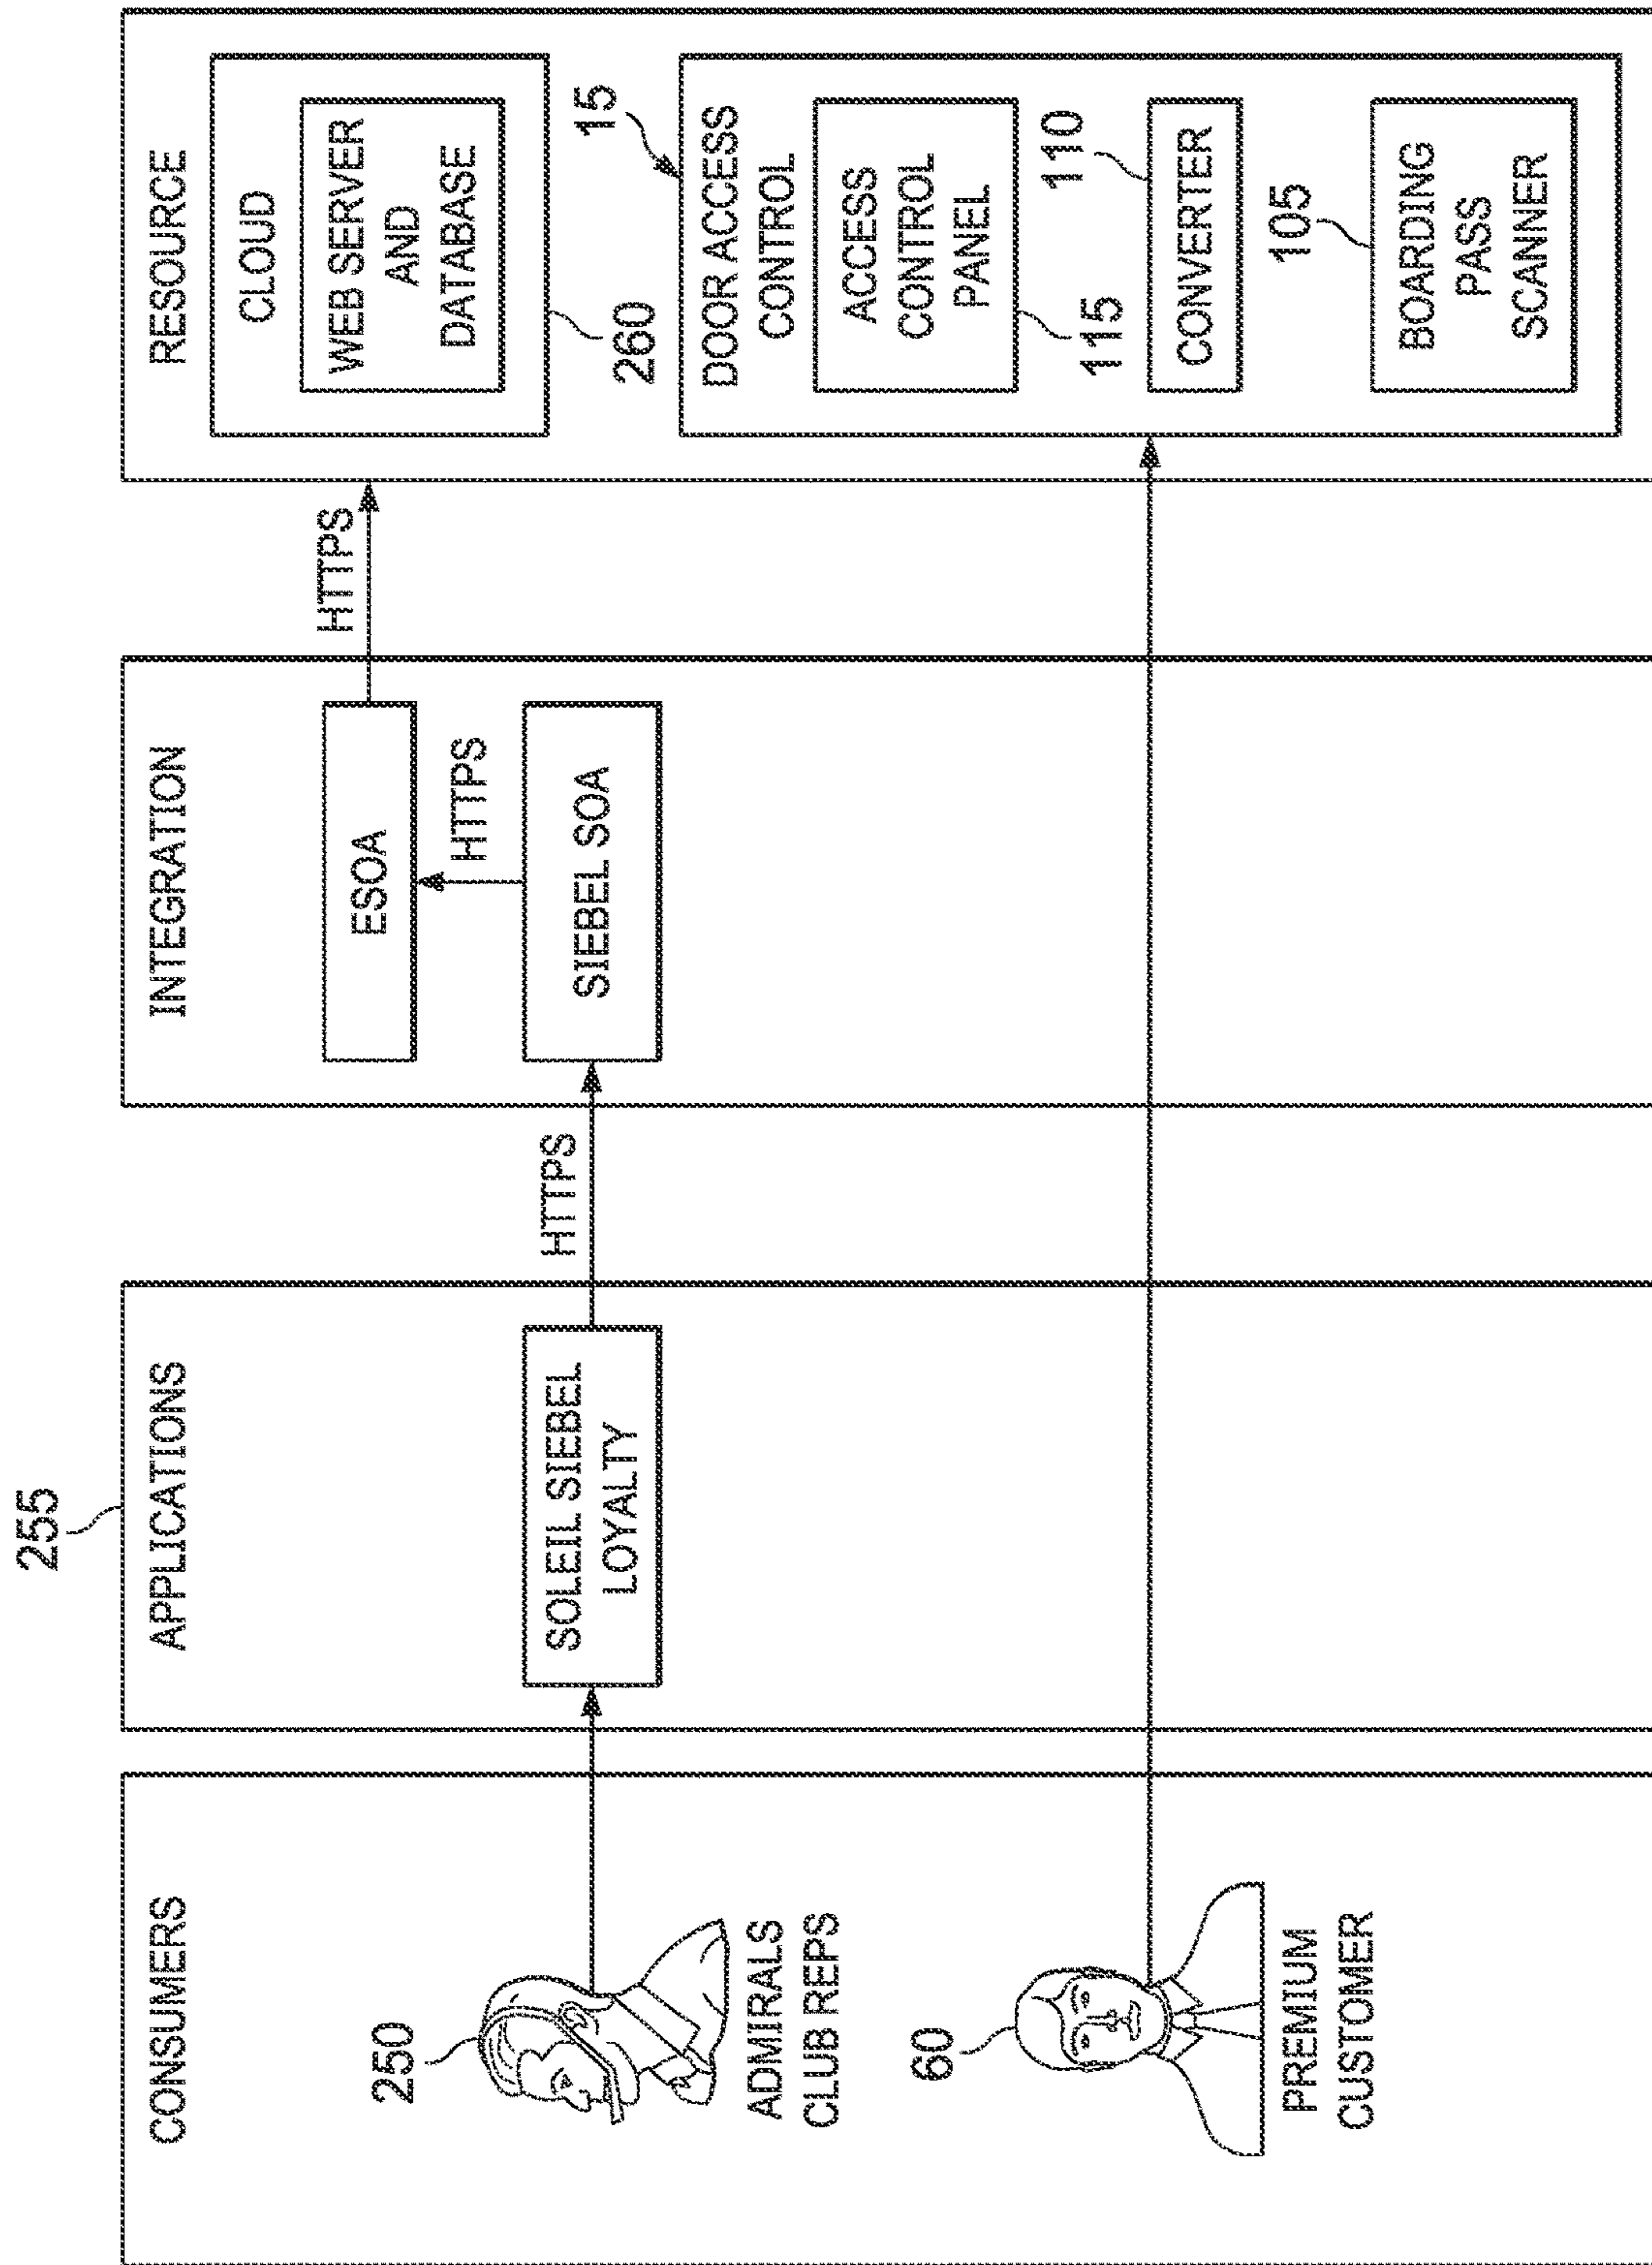 255
CONSUMERS
250
ADMIRALS
CLUB REPS
60
PREMIUM
CUSTOMER
APPLICATIONS
SOLEIL SIEBEL
LOYALTY
HTTPS
INTEGRATION
ESOA
HTTPS
SIEBEL SOA
HTTPS
RESOURCE
CLOUD
WEB SERVER
AND
DATABASE
260
15
DOOR ACCESS
CONTROL
ACCESS
CONTROL
PANEL
115
110
CONVERTER
105
BOARDING
PASS
SCANNER